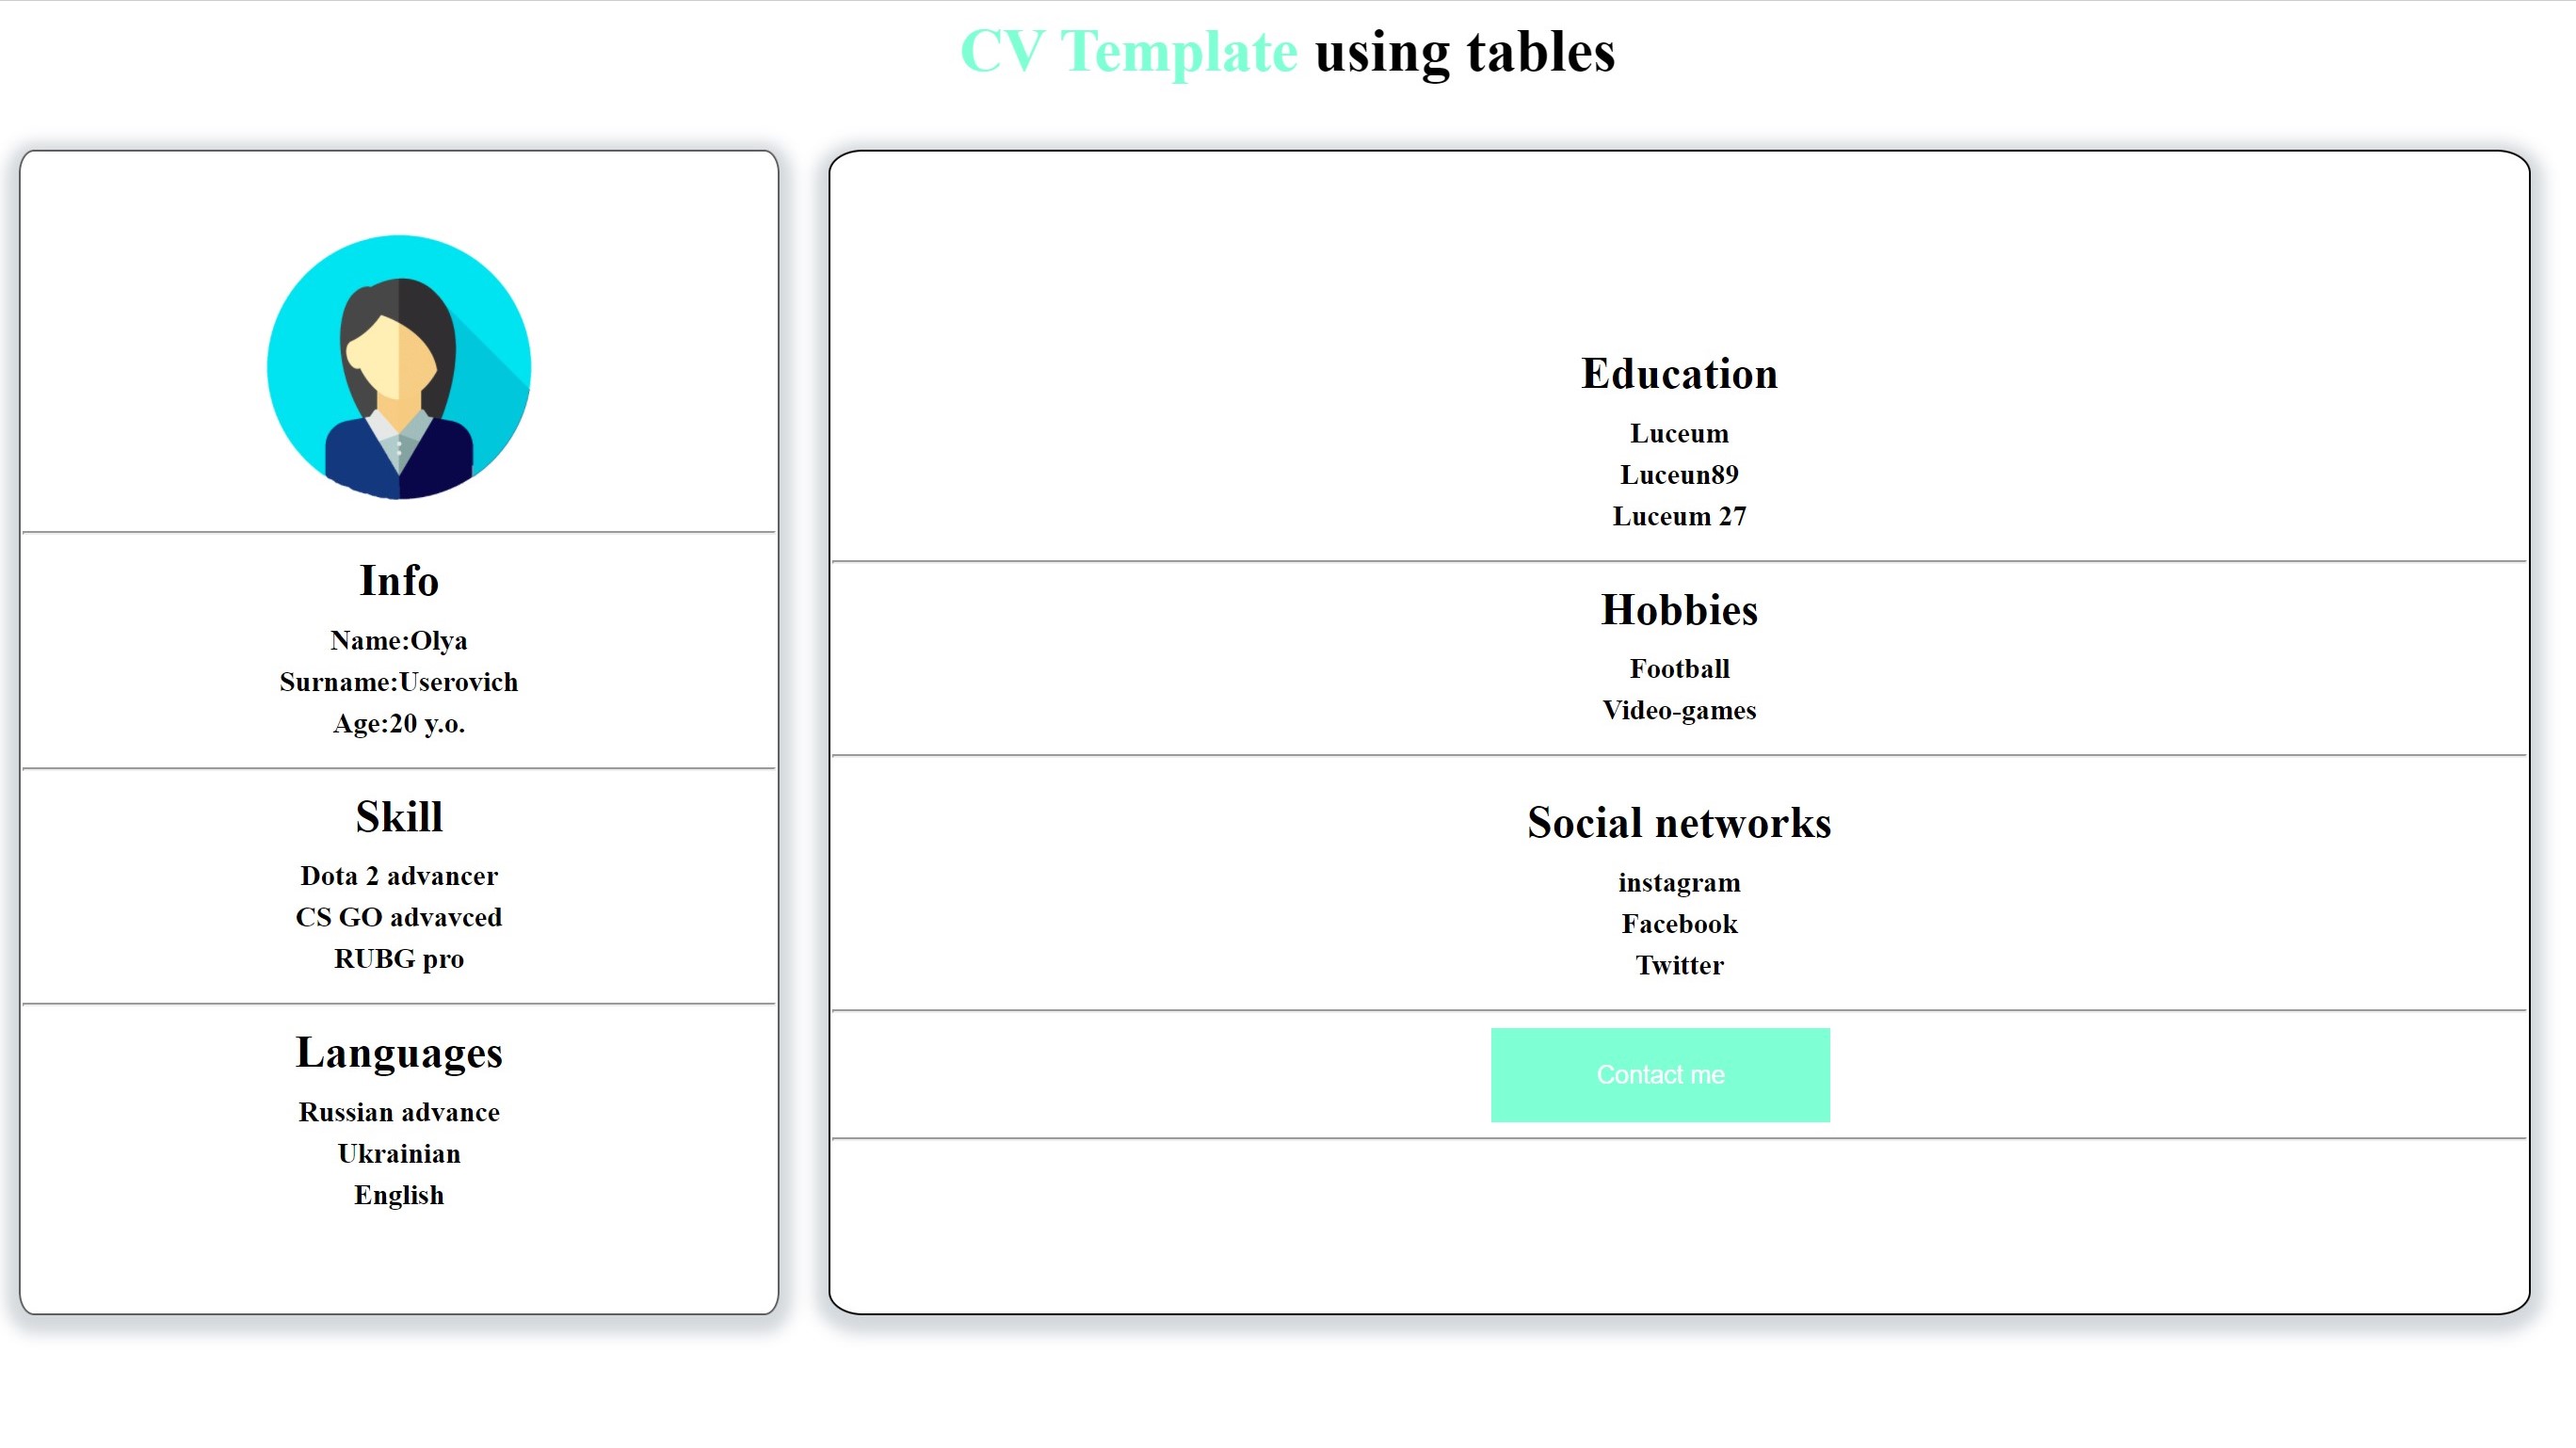 CV Template using tables
Info
Name:Olya
Surname:Userovich
Age:20 y.o.
Skill
Dota 2 advancer
CS GO advavced
RUBG pro
Languages
Russian advance
Ukrainian
English
Education
Luceum
Luceun89
Luceum 27
Hobbies
Football
Video-games
Social networks
instagram
Facebook
Twitter
Contact me